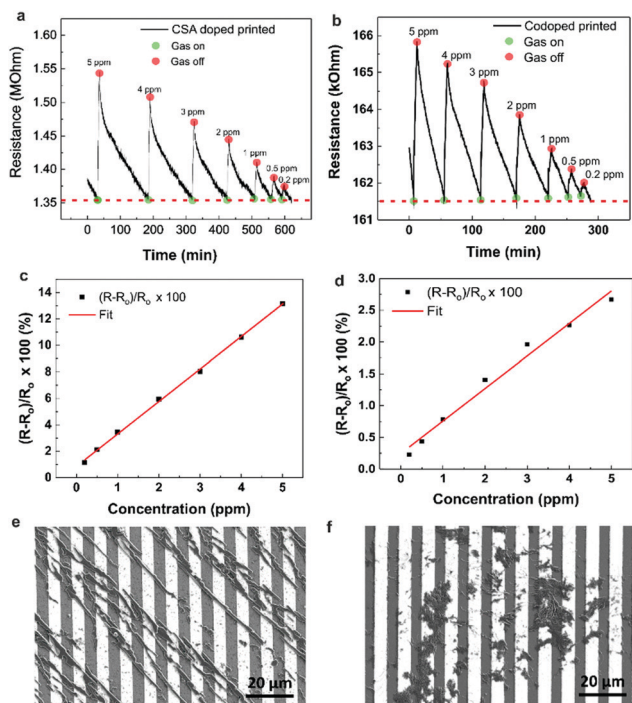 a
CSA doped printed
Gas on
Gas off
5 ppm
4 ppm
3 ppm
2 ppm
1 ppm
0.5 ppm
0.2 ppm
Resistance (MOhm)
1.60
1.55
1.50
1.45
1.40
1.35
0 100 200 300 400 500 600
Time (min)
b
Codoped printed
Gas on
Gas off
5 ppm
4 ppm
3 ppm
2 ppm
1 ppm
0.5 ppm
0.2 ppm
Resistance (kOhm)
166
165
164
163
162
161
0 100 200 300
Time (min)
c
(R-Ro)/Ro x 100
Fit
(R-Ro)/Ro x 100 (%)
14
12
10
8
6
4
2
0
0 1 2 3 4 5
Concentration (ppm)
d
(R-Ro)/Ro x 100
Fit
(R-Ro)/Ro x 100 (%)
3.0
2.5
2.0
1.5
1.0
0.5
0.0
0 1 2 3 4 5
Concentration (ppm)
e
20 µm
f
20 µm